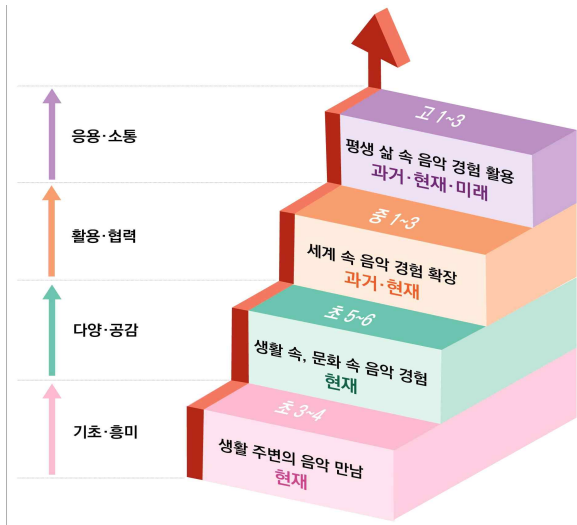 고 1~3
응용·소통
평생 삶 속 음악 경험 활용
과거·현재·미래
중 1~3
활용·협력
세계 속 음악 경험 확장
과거·현재
초 5~6
다양·공감
생활 속, 문화 속 음악 경험
현재
초 3~4
기초·흥미
생활 주변의 음악 만남
현재